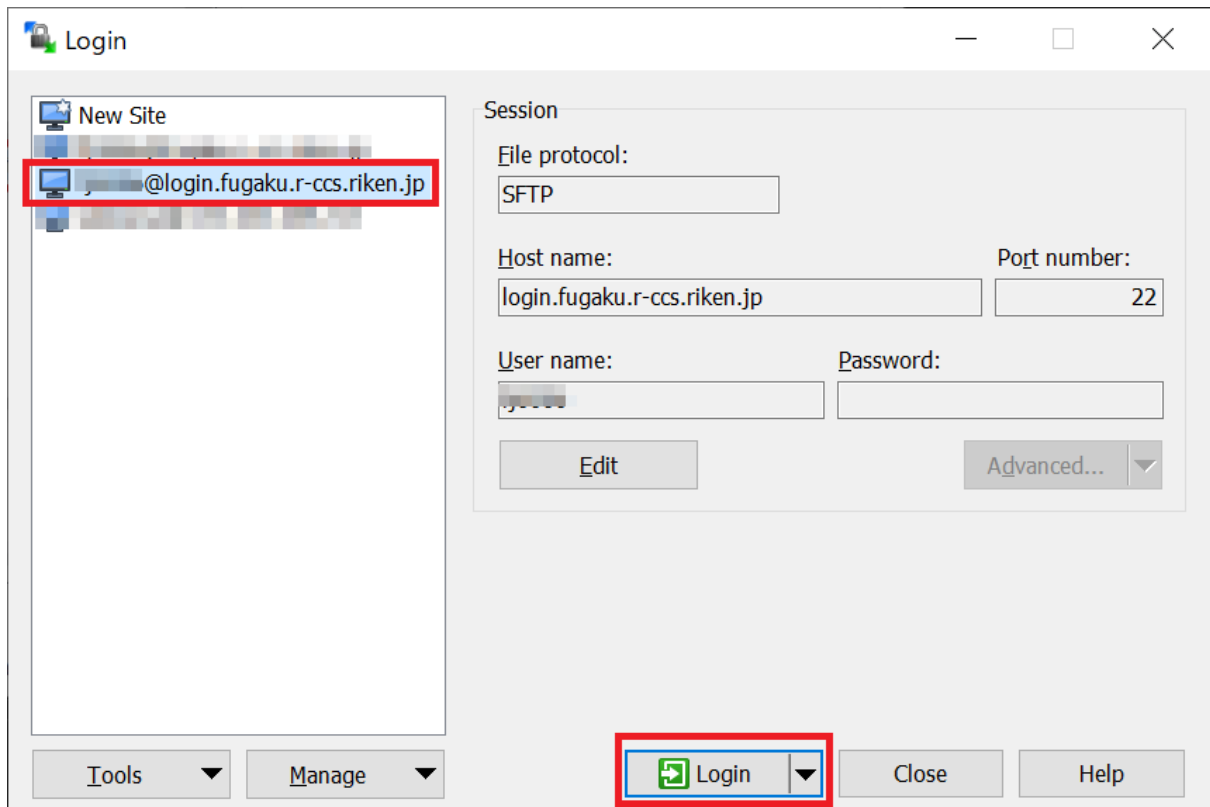 Login
New Site
@login.fugaku.r-ccs.riken.jp
Session
File protocol:
SFTP
Host name:
Port number:
login.fugaku.r-ccs.riken.jp
22
User name:
Password:
Edit
Advanced...
Tools
Manage
Login
Close
Help